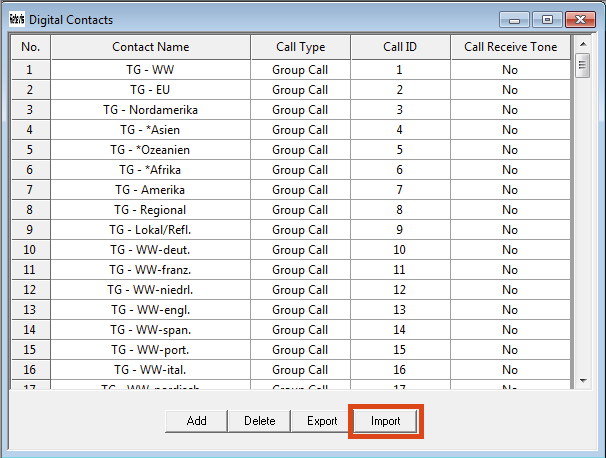 Digital Contacts
No. Contact Name Call Type Call ID Call Receive Tone
1 TG - WW Group Call 1 No
2 TG - EU Group Call 2 No
3 TG - Nordamerika Group Call 3 No
4 TG - *Asien Group Call 4 No
5 TG - *Ozeanien Group Call 5 No
6 TG - *Afrika Group Call 6 No
7 TG - Amerika Group Call 7 No
8 TG - Regional Group Call 8 No
9 TG - Lokal/Refl. Group Call 9 No
10 TG - WW-deut. Group Call 10 No
11 TG - WW-franz. Group Call 11 No
12 TG - WW-niedrl. Group Call 12 No
13 TG - WW-engl. Group Call 13 No
14 TG - WW-span. Group Call 14 No
15 TG - WW-port. Group Call 15 No
16 TG - WW-ital. Group Call 16 No
17 TG - WW-nordisch Group Call 17 No
Add Delete Export Import